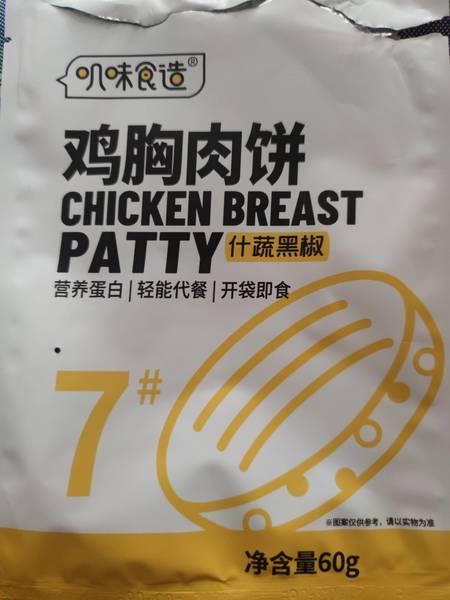 叽味食造®
鸡胸肉饼
CHICKEN BREAST
PATTY 什蔬黑椒
营养蛋白 | 轻能代餐 | 开袋即食
7#
※图案仅供参考，请以实物为准
净含量60g